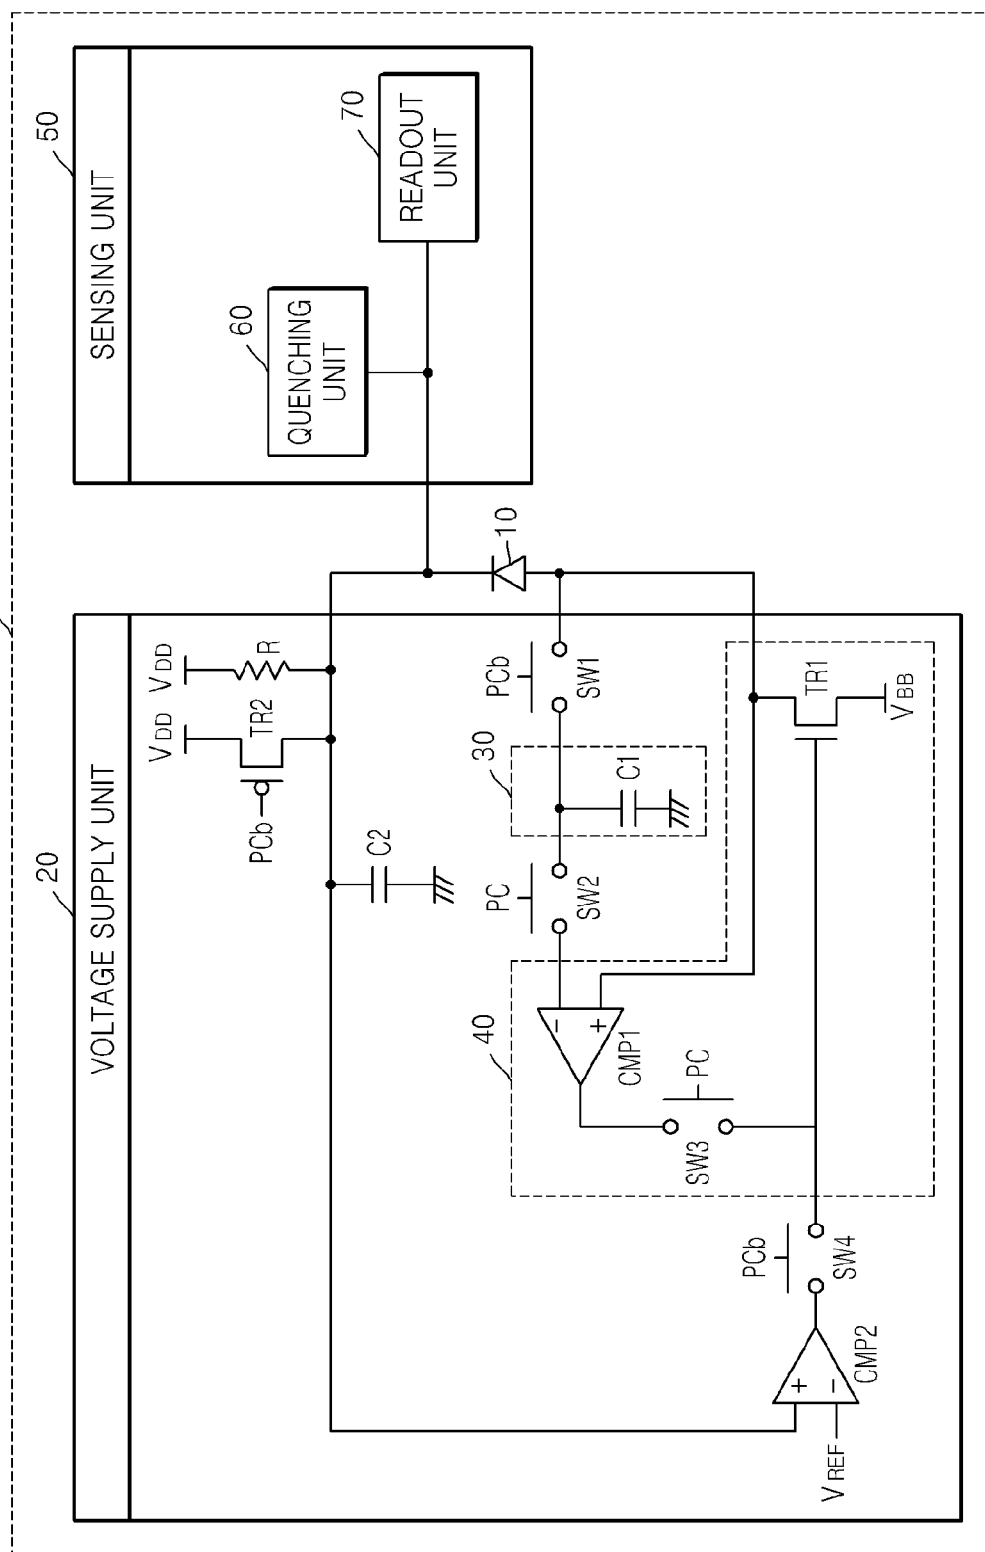 20
VOLTAGE SUPPLY UNIT
VDD
VDD
PCb
TR2
R
C2
40
PC
SW2
30
C1
PCb
SW1
10
CMP1
-
+
SW3
PC
TR1
VBB
PCb
SW4
CMP2
+
-
VREF
50
SENSING UNIT
60
QUENCHING
UNIT
70
READOUT
UNIT